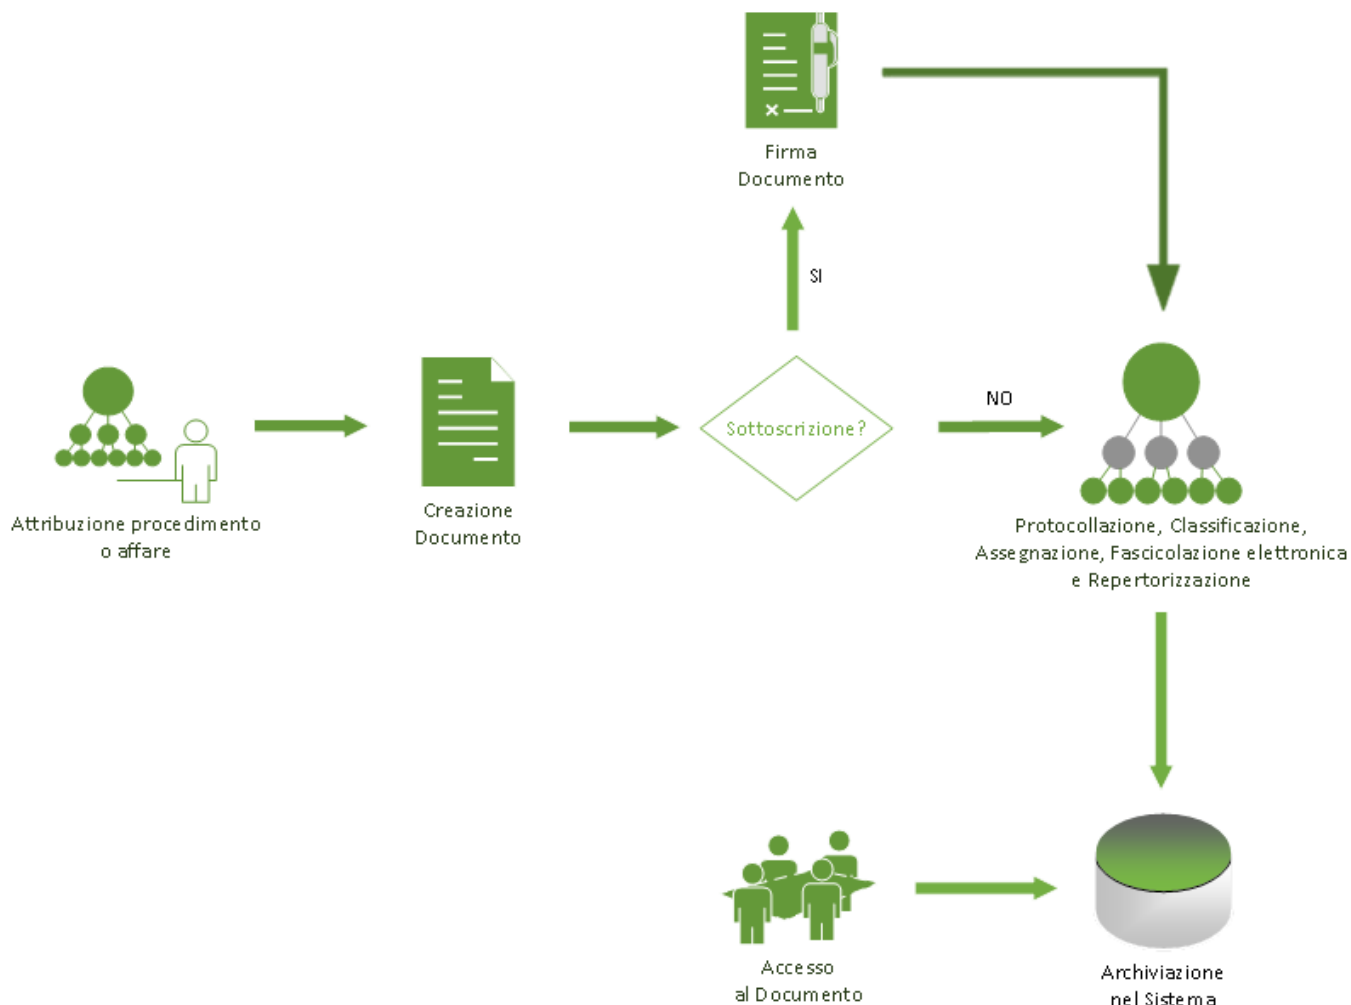 Firma
Documento
SI
Sottoscrizione?
NO
Attribuzione procedimento
o affare
Creazione
Documento
Protocollazione, Classificazione,
Assegnazione, Fascicolazione elettronica
e Repertorizzazione
Accesso
al Documento
Archiviazione
nel Sistema